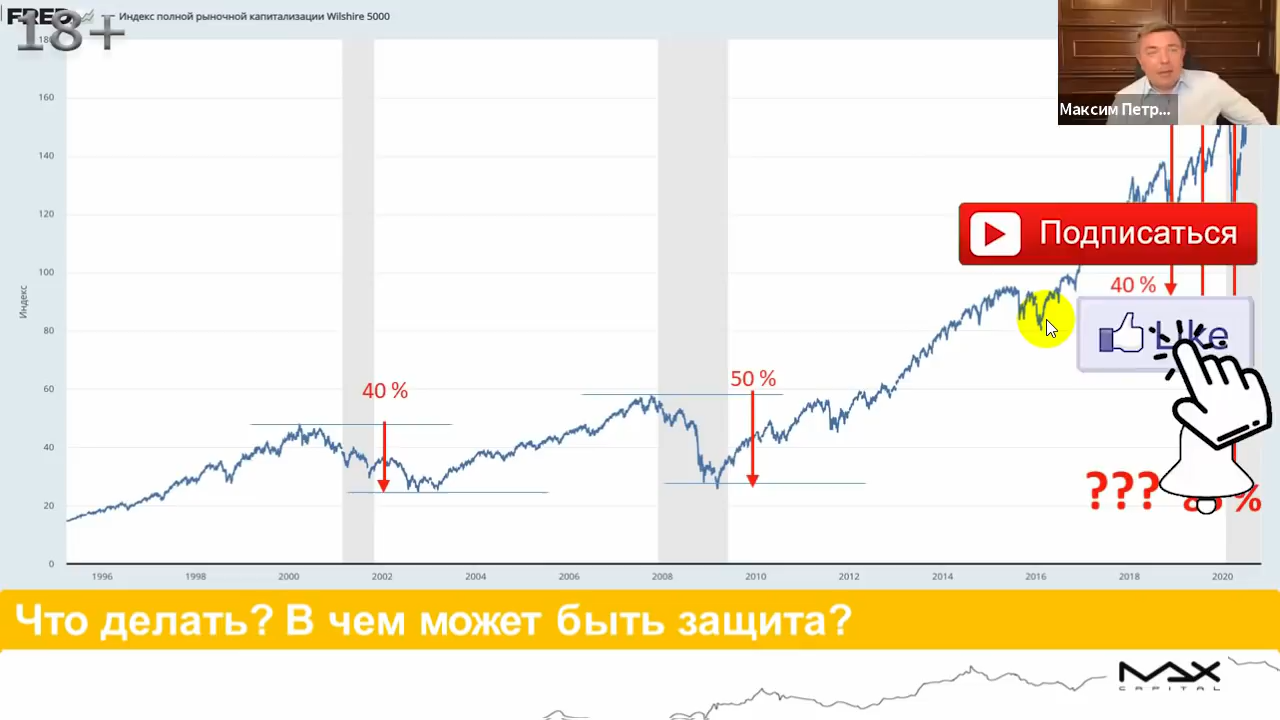 FRED — Индекс полной рыночной капитализации Wilshire 5000
18+
Максим Петр...
180
160
140
120
100
80
60
40
20
0
Индекс
Подписаться
40 %
Like
40 %
50 %
??? %
1996 1998 2000 2002 2004 2006 2008 2010 2012 2014 2016 2018 2020
Что делать? В чем может быть защита?
MAX
CAPITAL